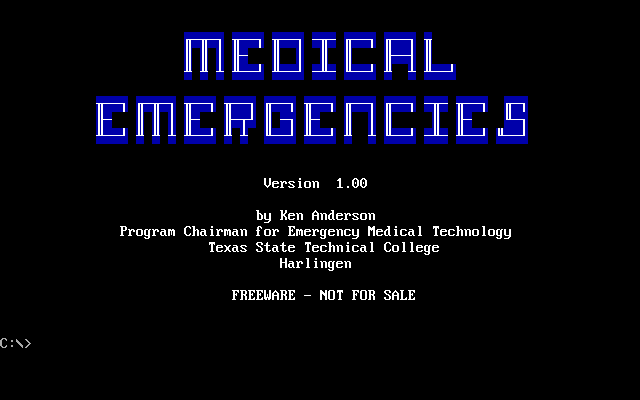 MEDICAL
EMERGENCIES
Version  1.00
by Ken Anderson
Program Chairman for Emergency Medical Technology
Texas State Technical College
Harlingen
FREEWARE - NOT FOR SALE
C:\>